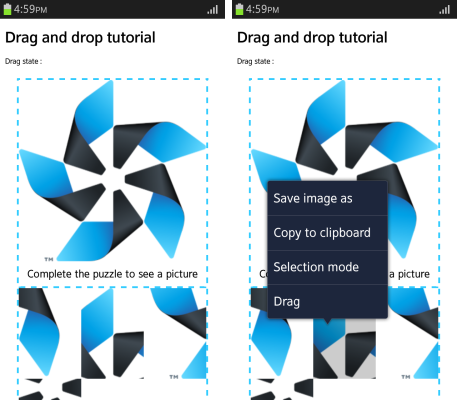 4:59PM
Drag and drop tutorial
Drag state :
TM
Complete the puzzle to see a picture
TM
4:59PM
Drag and drop tutorial
Drag state :
Save image as
Copy to clipboard
Selection mode
Drag
a picture
TM